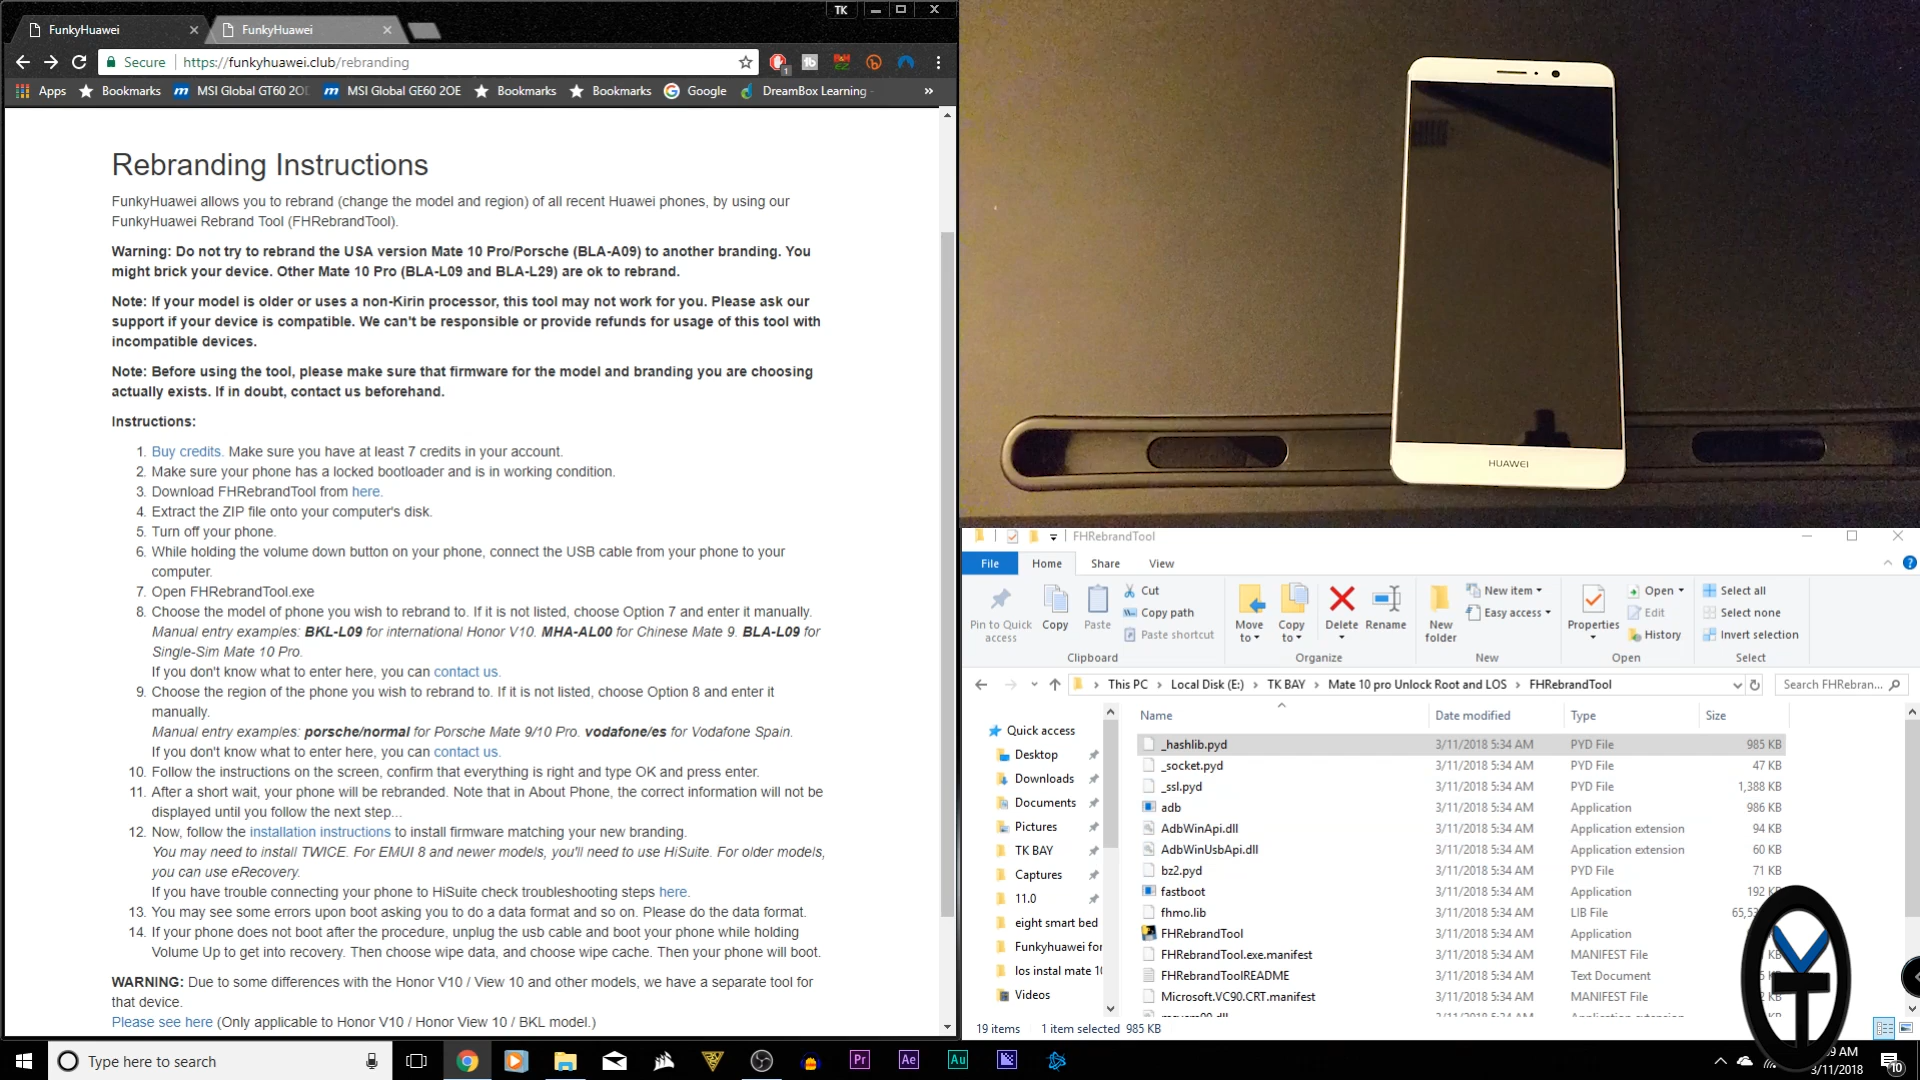 TK
FunkyHuawei
FunkyHuawei
Secure https://funkyhuawei.club/rebranding
Apps Bookmarks MSI Global GT60 2O MSI Global GE60 2OE Bookmarks Bookmarks Google DreamBox Learning »
Rebranding Instructions
FunkyHuawei allows you to rebrand (change the model and region) of all recent Huawei phones, by using our
FunkyHuawei Rebrand Tool (FHRebrandTool).
Warning: Do not try to rebrand the USA version Mate 10 Pro/Porsche (BLA-A09) to another branding. You
might brick your device. Other Mate 10 Pro (BLA-L09 and BLA-L29) are ok to rebrand.
Note: If your model is older or uses a non-Kirin processor, this tool may not work for you. Please ask our
support if your device is compatible. We can't be responsible or provide refunds for usage of this tool with
incompatible devices.
Note: Before using the tool, please make sure that firmware for the model and branding you are choosing
actually exists. If in doubt, contact us beforehand.
Instructions:
1. Buy credits. Make sure you have at least 7 credits in your account.
2. Make sure your phone has a locked bootloader and is in working condition.
3. Download FHRebrandTool from here.
4. Extract the ZIP file onto your computer's disk.
5. Turn off your phone.
6. While holding the volume down button on your phone, connect the USB cable from your phone to your
computer.
7. Open FHRebrandTool.exe
8. Choose the model of phone you wish to rebrand to. If it is not listed, choose Option 7 and enter it manually.
Manual entry examples: BKL-L09 for international Honor V10. MHA-AL00 for Chinese Mate 9. BLA-L09 for
Single-Sim Mate 10 Pro.
If you don't know what to enter here, you can contact us.
9. Choose the region of the phone you wish to rebrand to. If it is not listed, choose Option 8 and enter it
manually.
Manual entry examples: porsche/normal for Porsche Mate 9/10 Pro. vodafone/es for Vodafone Spain.
If you don't know what to enter here, you can contact us.
10. Follow the instructions on the screen, confirm that everything is right and type OK and press enter.
11. After a short wait, your phone will be rebranded. Note that in About Phone, the correct information will not be
displayed until you follow the next step...
12. Now, follow the installation instructions to install firmware matching your new branding.
You may need to install TWICE. For EMUI 8 and newer models, you'll need to use HiSuite. For older models,
you can use eRecovery.
If you have trouble connecting your phone to HiSuite check troubleshooting steps here.
13. You may see some errors upon boot asking you to do a data format and so on. Please do the data format.
14. If your phone does not boot after the procedure, unplug the usb cable and boot your phone while holding
Volume Up to get into recovery. Then choose wipe data, and choose wipe cache. Then your phone will boot.
WARNING: Due to some differences with the Honor V10 / View 10 and other models, we have a separate tool for
that device.
Please see here (Only applicable to Honor V10 / Honor View 10 / BKL model.)
HUAWEI
FHRebrandTool
File Home Share View
Pin to Quick access
Copy
Paste
Cut
Copy path
Paste shortcut
Clipboard
Move to
Copy to
Delete
Rename
Organize
New folder
New item
Easy access
New
Properties
Open
Edit
History
Open
Select all
Select none
Invert selection
Select
This PC > Local Disk (E:) > TK BAY > Mate 10 pro Unlock Root and LOS > FHRebrandTool
Search FHRebran...
Quick access
Desktop
Downloads
Documents
Pictures
TK BAY
Captures
11.0
eight smart bed
Funkyhuawei for
los instal mate 10
Videos
Name Date modified Type Size
_hashlib.pyd 3/11/2018 5:34 AM PYD File 985 KB
_socket.pyd 3/11/2018 5:34 AM PYD File 47 KB
_ssl.pyd 3/11/2018 5:34 AM PYD File 1,388 KB
adb 3/11/2018 5:34 AM Application 986 KB
AdbWinApi.dll 3/11/2018 5:34 AM Application extension 94 KB
AdbWinUsbApi.dll 3/11/2018 5:34 AM Application extension 60 KB
bz2.pyd 3/11/2018 5:34 AM PYD File 71 KB
fastboot 3/11/2018 5:34 AM Application 192 KB
fhmo.lib 3/11/2018 5:34 AM LIB File 65,5
FHRebrandTool 3/11/2018 5:34 AM Application
FHRebrandTool.exe.manifest 3/11/2018 5:34 AM MANIFEST File KB
FHRebrandToolREADME 3/11/2018 5:34 AM Text Document KB
Microsoft.VC90.CRT.manifest 3/11/2018 5:34 AM MANIFEST File KB
19 items 1 item selected 985 KB
Type here to search
Pr Ae Au
AM
3/11/2018
10